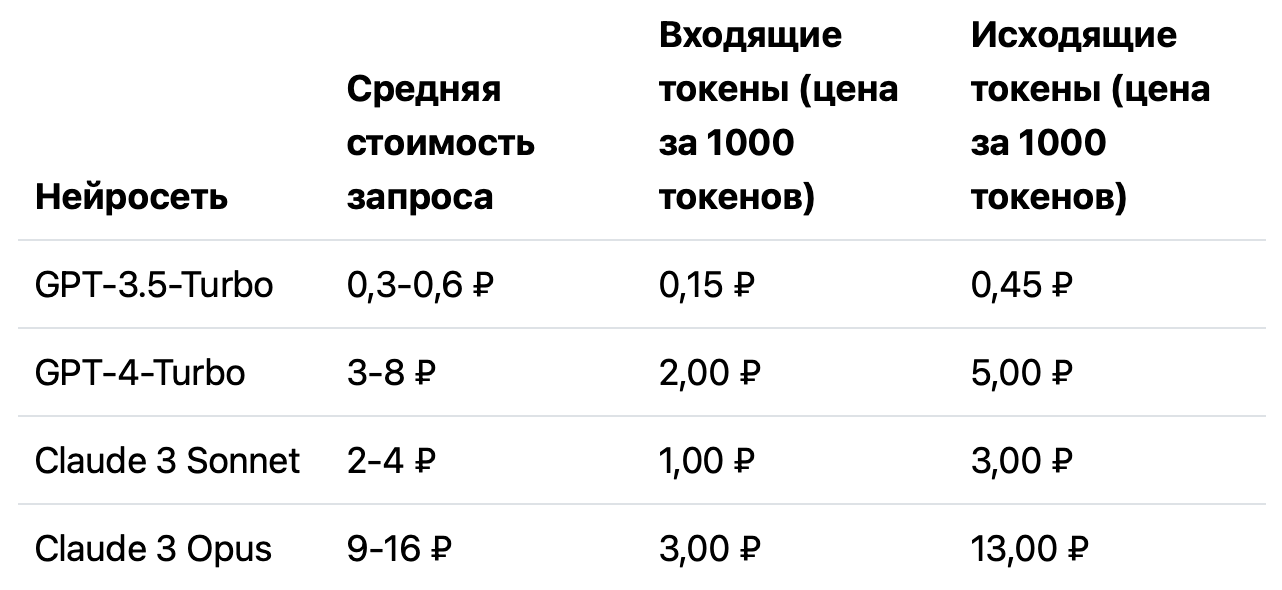 Нейросеть Средняя стоимость запроса Входящие токены (цена за 1000 токенов) Исходящие токены (цена за 1000 токенов)
GPT-3.5-Turbo 0,3-0,6 ₽ 0,15 ₽ 0,45 ₽
GPT-4-Turbo 3-8 ₽ 2,00 ₽ 5,00 ₽
Claude 3 Sonnet 2-4 ₽ 1,00 ₽ 3,00 ₽
Claude 3 Opus 9-16 ₽ 3,00 ₽ 13,00 ₽